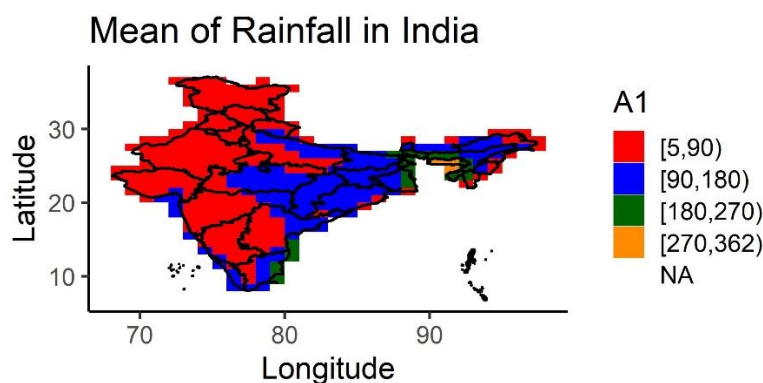 Mean of Rainfall in India
Latitude
30
20
10
70 80 90
Longitude
A1
[5,90)
[90,180)
[180,270)
[270,362)
NA